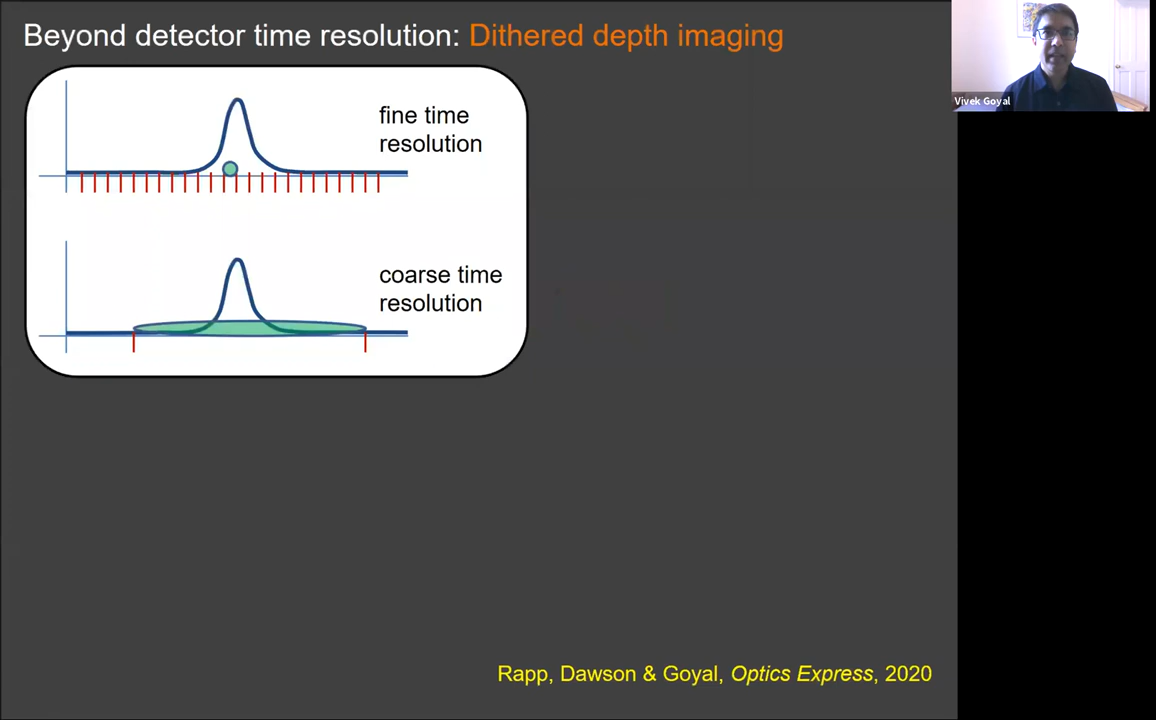 Beyond detector time resolution: Dithered depth imaging
Vivek Goyal
fine time
resolution
coarse time
resolution
Rapp, Dawson & Goyal, Optics Express, 2020